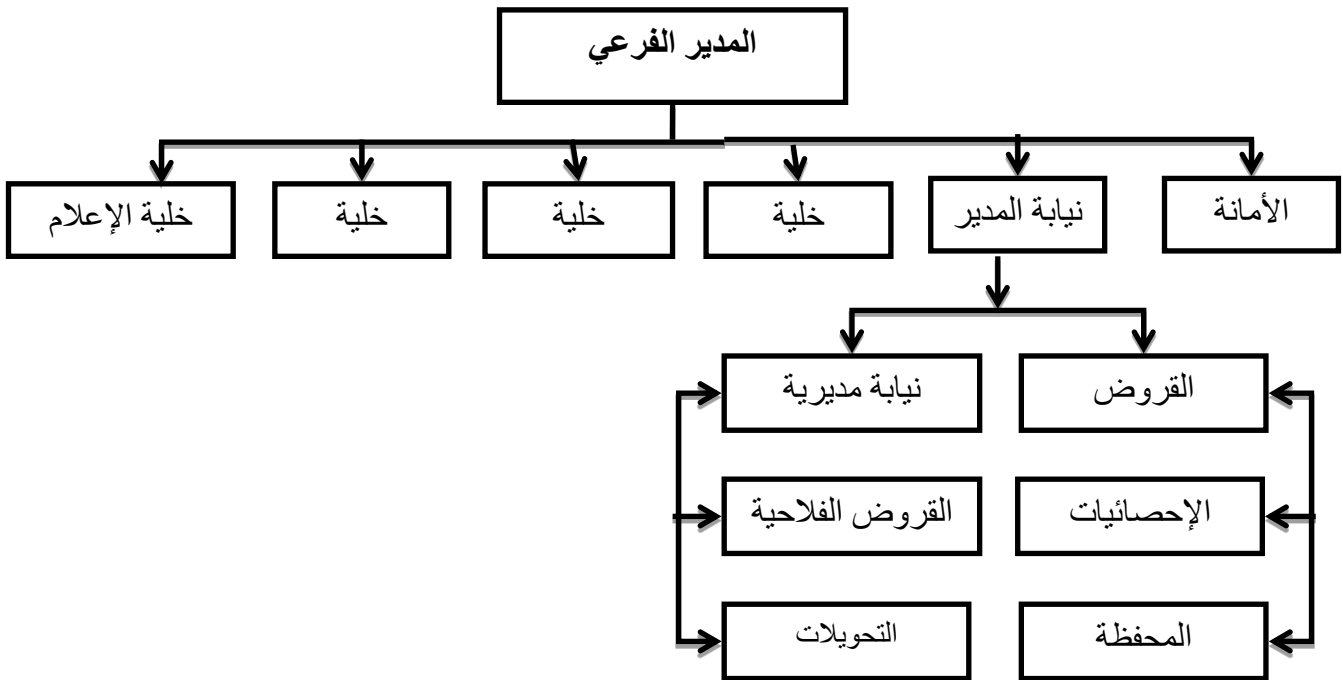 المدير الفرعي
الأمانة
نيابة المدير
خلية
خلية
خلية
خلية الإعلام
القروض
نيابة مديرية
الإحصائيات
القروض الفلاحية
المحفظة
التحويلات